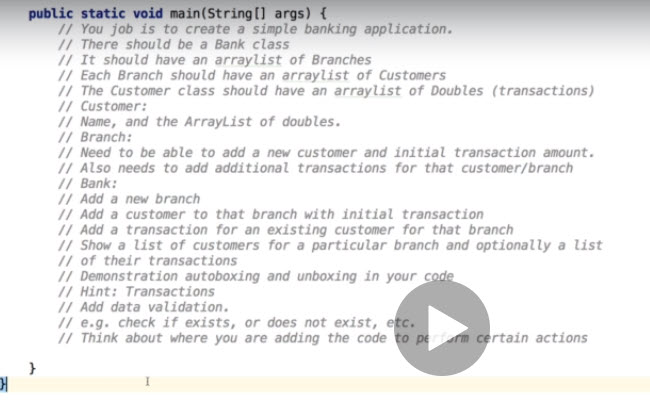 public static void main(String[] args) {
// You job is to create a simple banking application.
// There should be a Bank class
// It should have an arraylist of Branches
// Each Branch should have an arraylist of Customers
// The Customer class should have an arraylist of Doubles (transactions)
// Customer:
// Name, and the ArrayList of doubles.
// Branch:
// Need to be able to add a new customer and initial transaction amount.
// Also needs to add additional transactions for that customer/branch
// Bank:
// Add a new branch
// Add a customer to that branch with initial transaction
// Add a transaction for an existing customer for that branch
// Show a list of customers for a particular branch and optionally a list
// of their transactions
// Demonstration autoboxing and unboxing in your code
// Hint: Transactions
// Add data validation.
// e.g. check if exists, or does not exist, etc.
// Think about where you are adding the code to perform certain actions
}
}